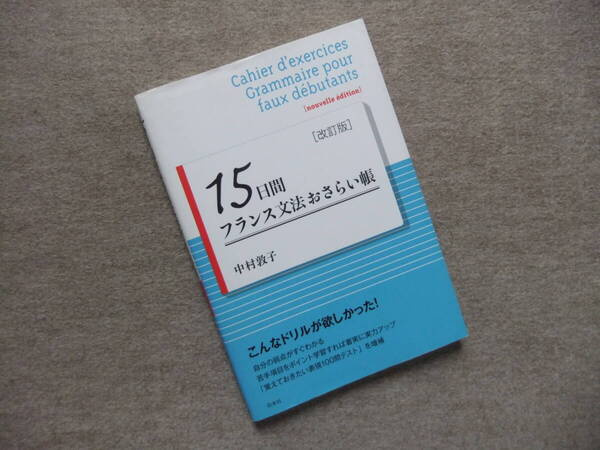 Cahier d'exercices
Grammaire pour
faux débutants
[nouvelle édition]
[改訂版]
15日間
フランス文法おさらい帳
中村敦子
こんなドリルが欲しかった!
自分の弱点がすぐわかる
苦手項目をポイント学習すれば着実に実力アップ
「覚えておきたい表現100問テスト」を増補
白水社